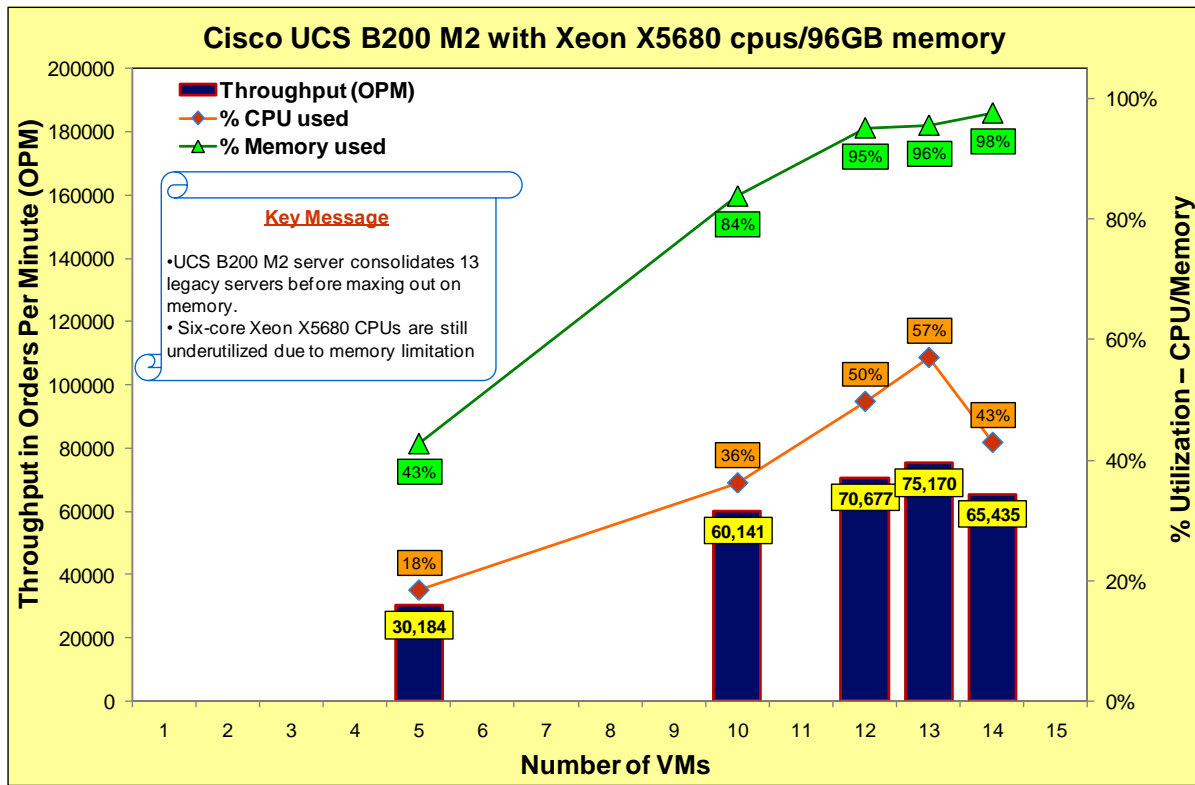 Cisco UCS B200 M2 with Xeon X5680 cpus/96GB memory
Throughput in Orders Per Minute (OPM)
200000
180000
160000
140000
120000
100000
80000
60000
40000
20000
0
Throughput (OPM)
% CPU used
% Memory used
Key Message
•UCS B200 M2 server consolidates 13
legacy servers before maxing out on
memory.
• Six-core Xeon X5680 CPUs are still
underutilized due to memory limitation
43%
84%
95%
96%
98%
18%
36%
50%
57%
43%
30,184
60,141
70,677
75,170
65,435
100%
80%
60%
40%
20%
0%
% Utilization – CPU/Memory
1 2 3 4 5 6 7 8 9 10 11 12 13 14 15
Number of VMs